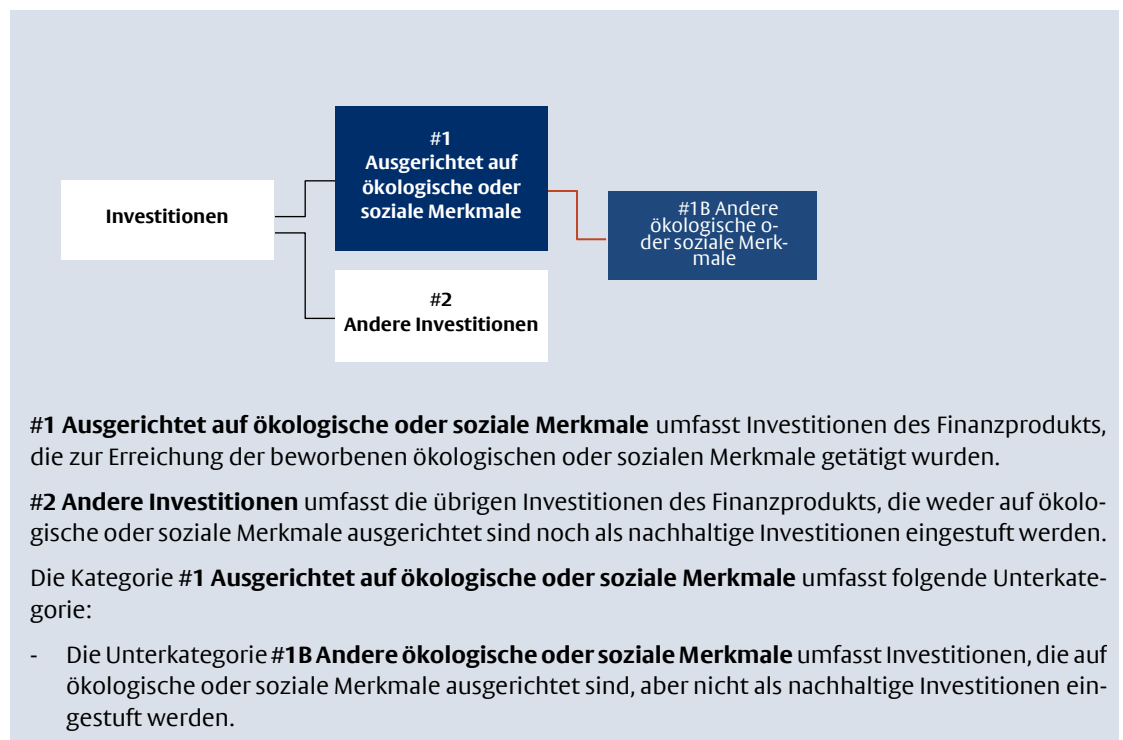 #1
Ausgerichtet auf
ökologische oder
soziale Merkmale
Investitionen
#1B Andere
ökologische o-
der soziale Merk-
male
#2
Andere Investitionen
#1 Ausgerichtet auf ökologische oder soziale Merkmale umfasst Investitionen des Finanzprodukts,
die zur Erreichung der beworbenen ökologischen oder sozialen Merkmale getätigt wurden.
#2 Andere Investitionen umfasst die übrigen Investitionen des Finanzprodukts, die weder auf ökolo-
gische oder soziale Merkmale ausgerichtet sind noch als nachhaltige Investitionen eingestuft werden.
Die Kategorie #1 Ausgerichtet auf ökologische oder soziale Merkmale umfasst folgende Unterkate-
gorie:
- Die Unterkategorie #1B Andere ökologische oder soziale Merkmale umfasst Investitionen, die auf
ökologische oder soziale Merkmale ausgerichtet sind, aber nicht als nachhaltige Investitionen ein-
gestuft werden.